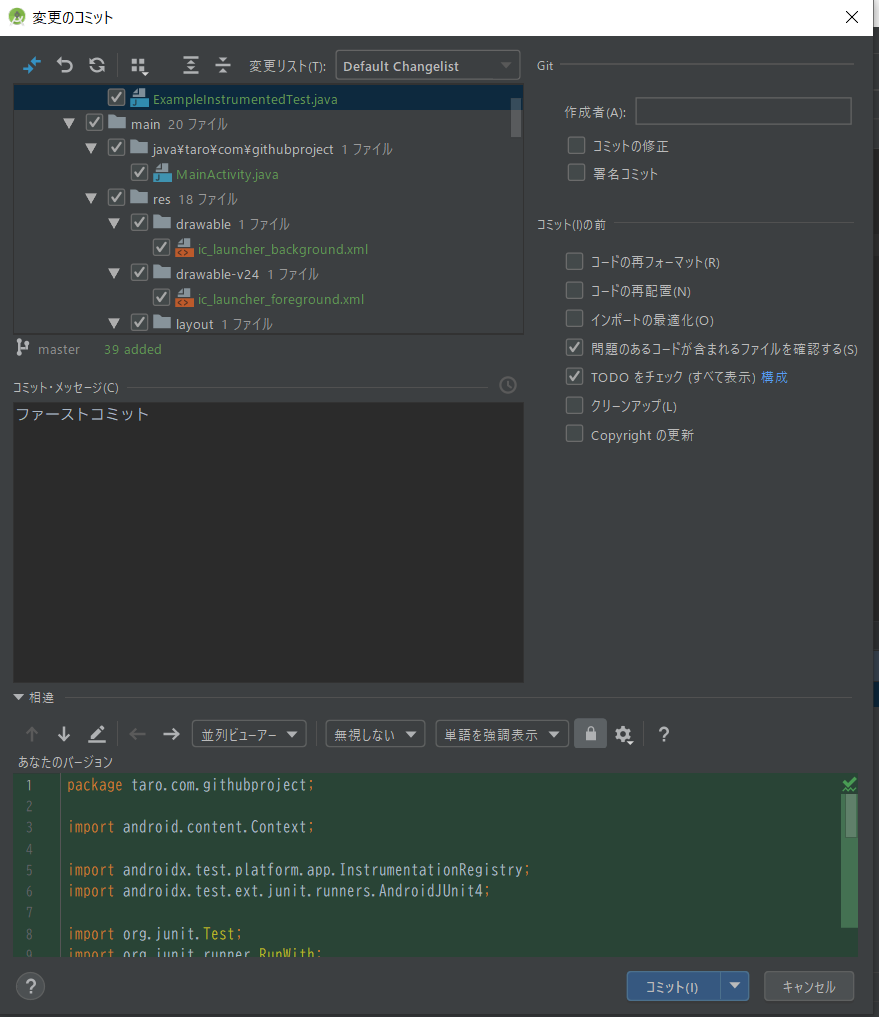 変更のコミット
変更リスト(T): Default Changelist
ExampleInstrumentedTest.java
main 20 ファイル
java¥taro¥com¥githubproject 1 ファイル
MainActivity.java
res 18 ファイル
drawable 1 ファイル
ic_launcher_background.xml
drawable-v24 1 ファイル
ic_launcher_foreground.xml
layout 1 ファイル
master 39 added
コミット・メッセージ(C)
ファーストコミット
Git
作成者(A):
コミットの修正
署名コミット
コミット(I)の前
コードの再フォーマット(R)
コードの再配置(N)
インポートの最適化(O)
問題のあるコードが含まれるファイルを確認する(S)
TODO をチェック (すべて表示) 構成
クリーンアップ(L)
Copyright の更新
相違
並列ビューアー 無視しない 単語を強調表示 ?
あなたのバージョン
1 package taro.com.githubproject;
2
3 import android.content.Context;
4
5 import androidx.test.platform.app.InstrumentationRegistry;
6 import androidx.test.ext.junit.runners.AndroidJUnit4;
7
8 import org.junit.Test;
9 import org.junit.runner.RunWith;
? コミット(I) キャンセル